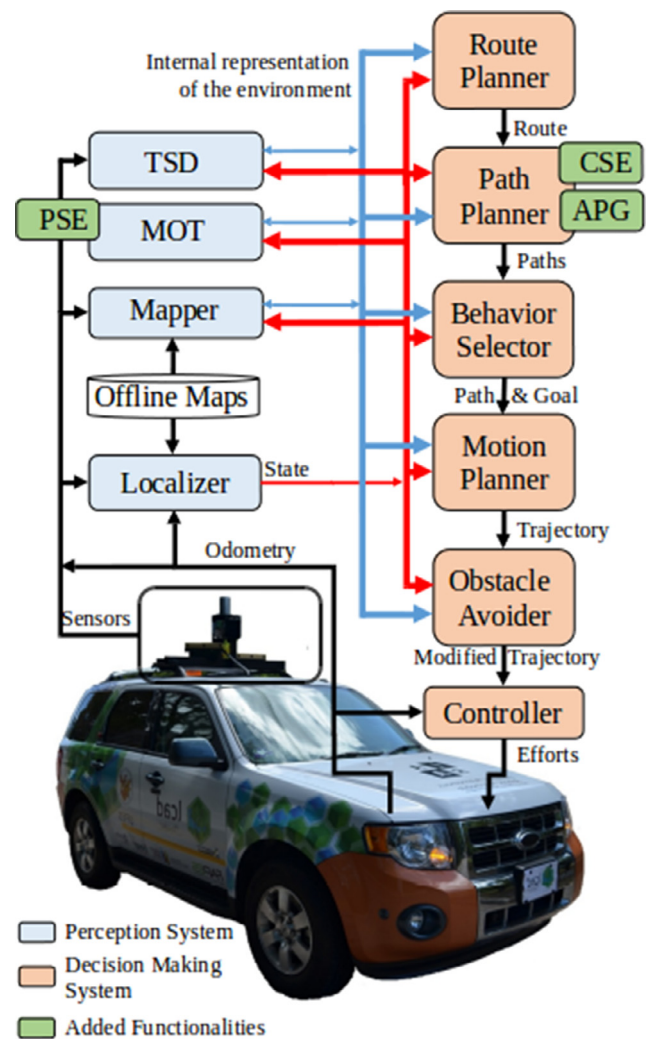 Internal representation
of the environment
Route
Planner
Route
TSD
Path
Planner
CSE
APG
PSE
MOT
Paths
Mapper
Behavior
Selector
Offline Maps
Path & Goal
Localizer
State
Motion
Planner
Trajectory
Odometry
Obstacle
Avoider
Sensors
Modified Trajectory
Controller
Efforts
lcad
Perception System
Decision Making
System
Added Functionalities